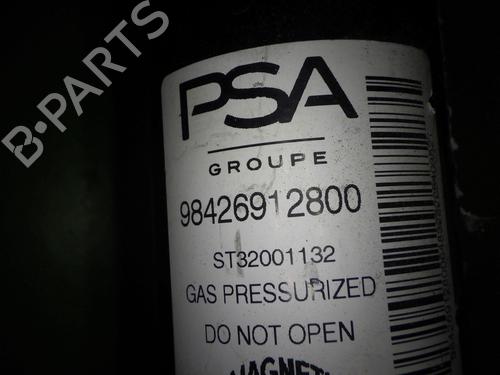 B-PARTS
PSA
GROUPE
98426912800
ST32001132
GAS PRESSURIZED
DO NOT OPEN